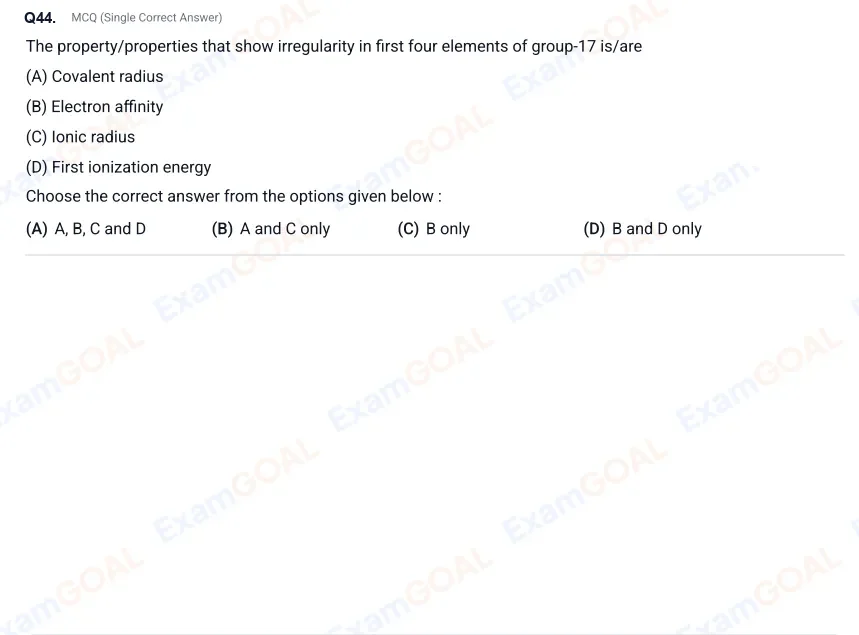 Q44. MCQ (Single Correct Answer)
The property/properties that show irregularity in first four elements of group-17 is/are
(A) Covalent radius
(B) Electron affinity
(C) Ionic radius
(D) First ionization energy
Choose the correct answer from the options given below :
(A) A, B, C and D (B) A and C only (C) B only (D) B and D only
ExamGOAL